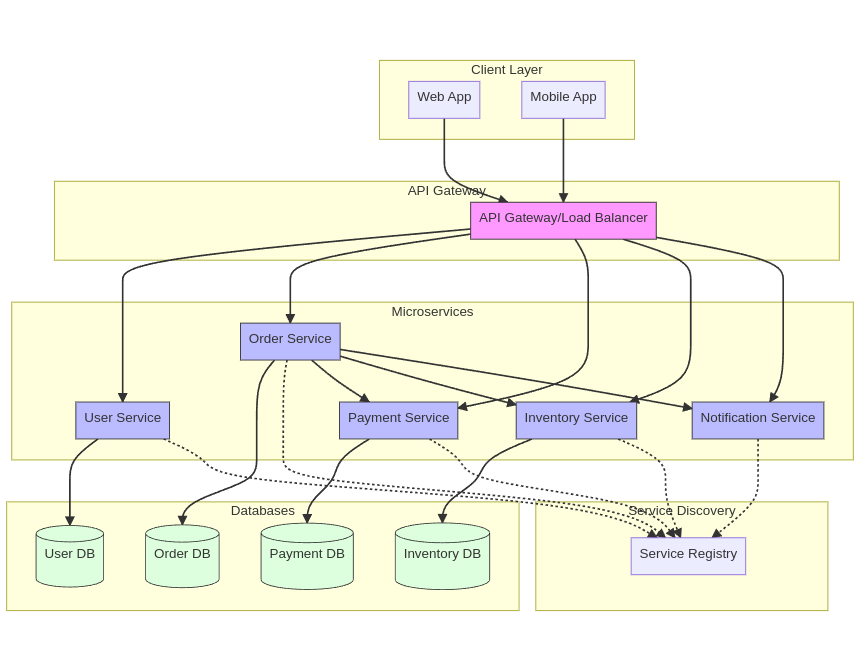 Client Layer
Web App
Mobile App
API Gateway
API Gateway/Load Balancer
Microservices
Order Service
User Service
Payment Service
Inventory Service
Notification Service
Databases
Service Discovery
User DB
Order DB
Payment DB
Inventory DB
Service Registry